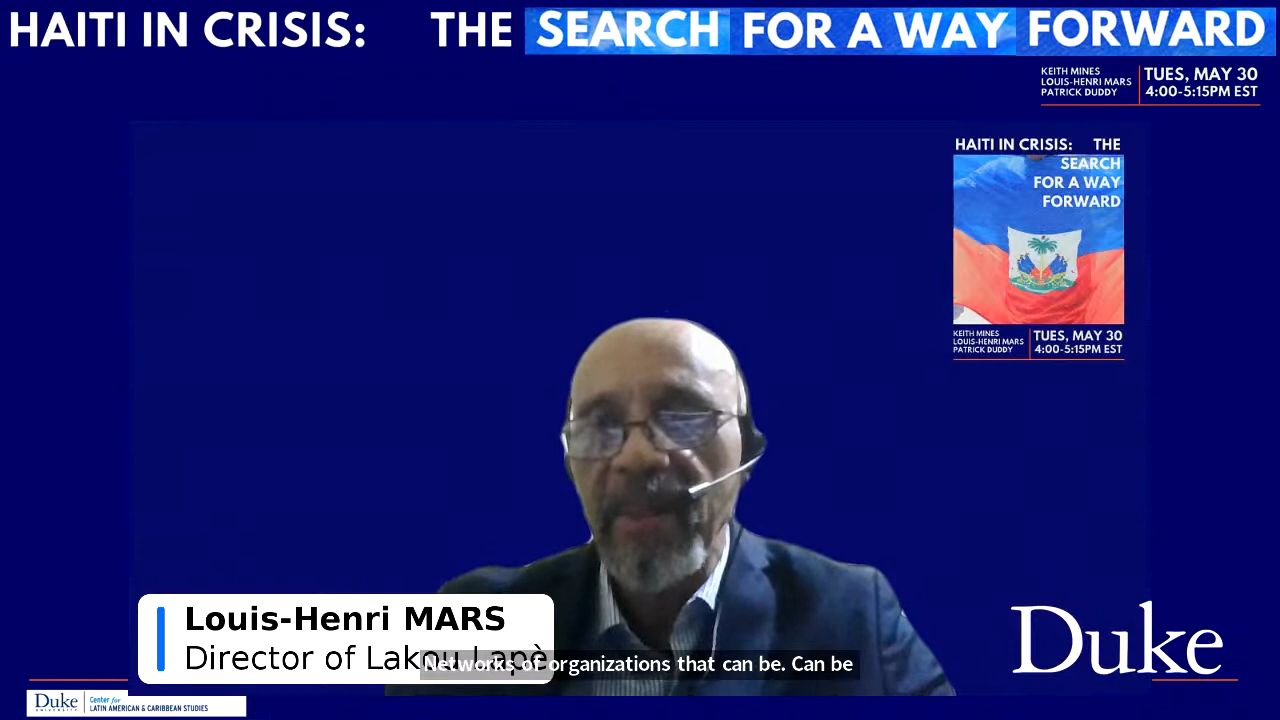 HAITI IN CRISIS: THE SEARCH FOR A WAY FORWARD
KEITH MINES
LOUIS-HENRI MARS
PATRICK DUDDY
TUES, MAY 30
4:00-5:15PM EST
HAITI IN CRISIS: THE
SEARCH
FOR A WAY
FORWARD
KEITH MINES
LOUIS-HENRI MARS
PATRICK DUDDY
TUES, MAY 30
4:00-5:15PM EST
Louis-Henri MARS
Director of Lakou Lapè
Networks of organizations that can be. Can be
Duke
Duke
UNIVERSITY
Center for
LATIN AMERICAN & CARIBBEAN STUDIES